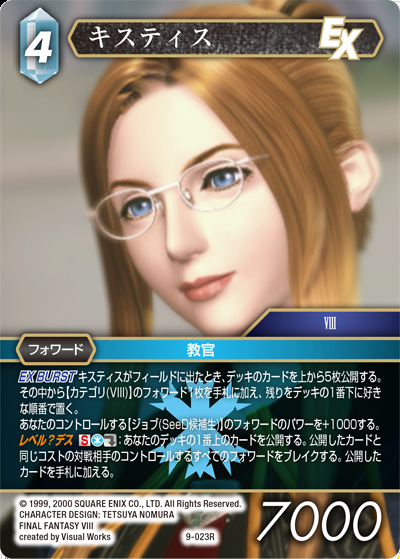 4
キスティス
EX
VIII
フォワード
教官
EX BURST キスティスがフィールドに出たとき、デッキのカードを上から5枚公開する。
その中から【カテゴリ(VIII)】のフォワード1枚を手札に加え、残りをデッキの1番下に好き
な順番で置く。
あなたのコントロールする【ジョブ(SeeD候補生)】のフォワードのパワーを+1000する。
レベル?デス S:あなたのデッキの1番上のカードを公開する。公開したカードと
同じコストの対戦相手のコントロールするすべてのフォワードをブレイクする。公開し
たカードを手札に加える。
© 1999, 2000 SQUARE ENIX CO., LTD. All Rights Reserved.
CHARACTER DESIGN: TETSUYA NOMURA
FINAL FANTASY VIII
created by Visual Works
9-023R
7000